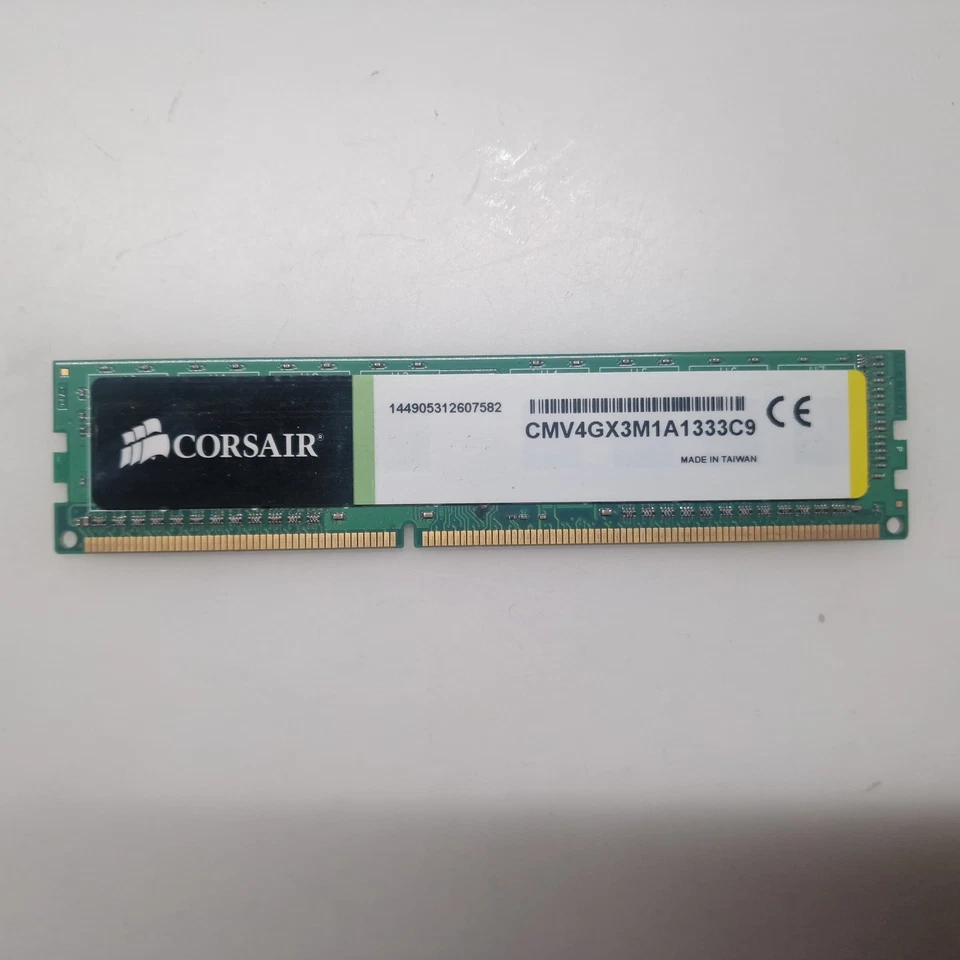 CORSAIR®
144905312607582
CMV4GX3M1A1333C9
CE
MADE IN TAIWAN